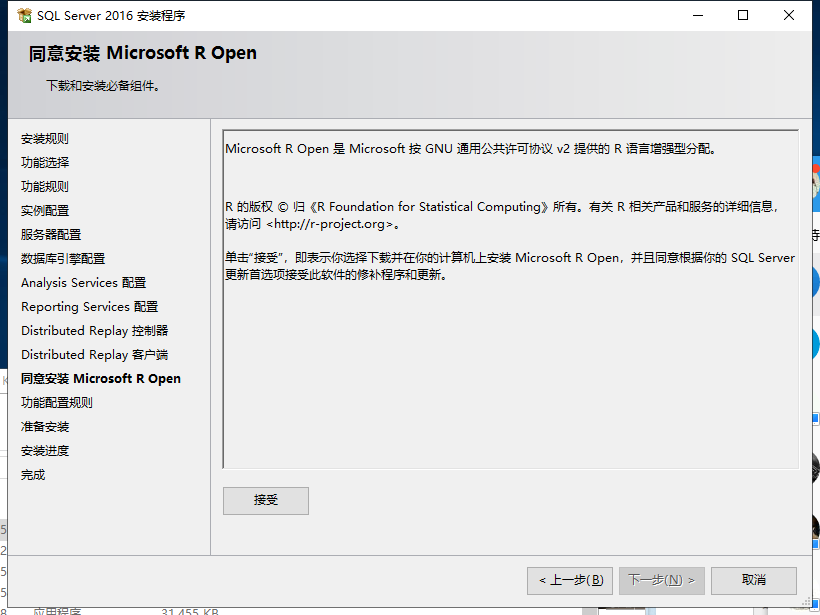 SQL Server 2016 安装程序
同意安装 Microsoft R Open
下载和安装必备组件。
安装规则
功能选择
功能规则
实例配置
服务器配置
数据库引擎配置
Analysis Services 配置
Reporting Services 配置
Distributed Replay 控制器
Distributed Replay 客户端
同意安装 Microsoft R Open
功能配置规则
准备安装
安装进度
完成
Microsoft R Open 是 Microsoft 按 GNU 通用公共许可协议 v2 提供的 R 语言增强型分配。
R 的版权 © 归《R Foundation for Statistical Computing》所有。有关 R 相关产品和服务的详细信息，
请访问 <http://r-project.org>。
单击“接受”，即表示你选择下载并在你的计算机上安装 Microsoft R Open，并且同意根据你的 SQL Server
更新首选项接受此软件的修补程序和更新。
接受
< 上一步(B)
下一步(N) >
取消
应用程序
31,455 KB